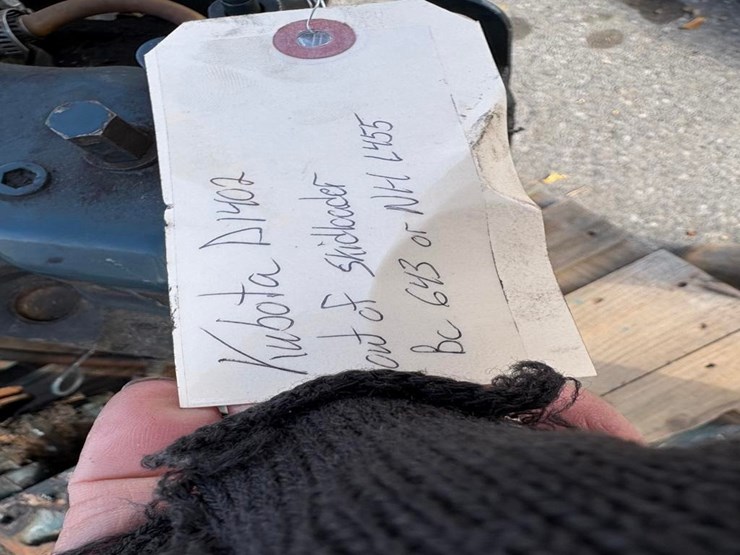 Kubota D1402
out of skidloader
Bc 643 or NH L455